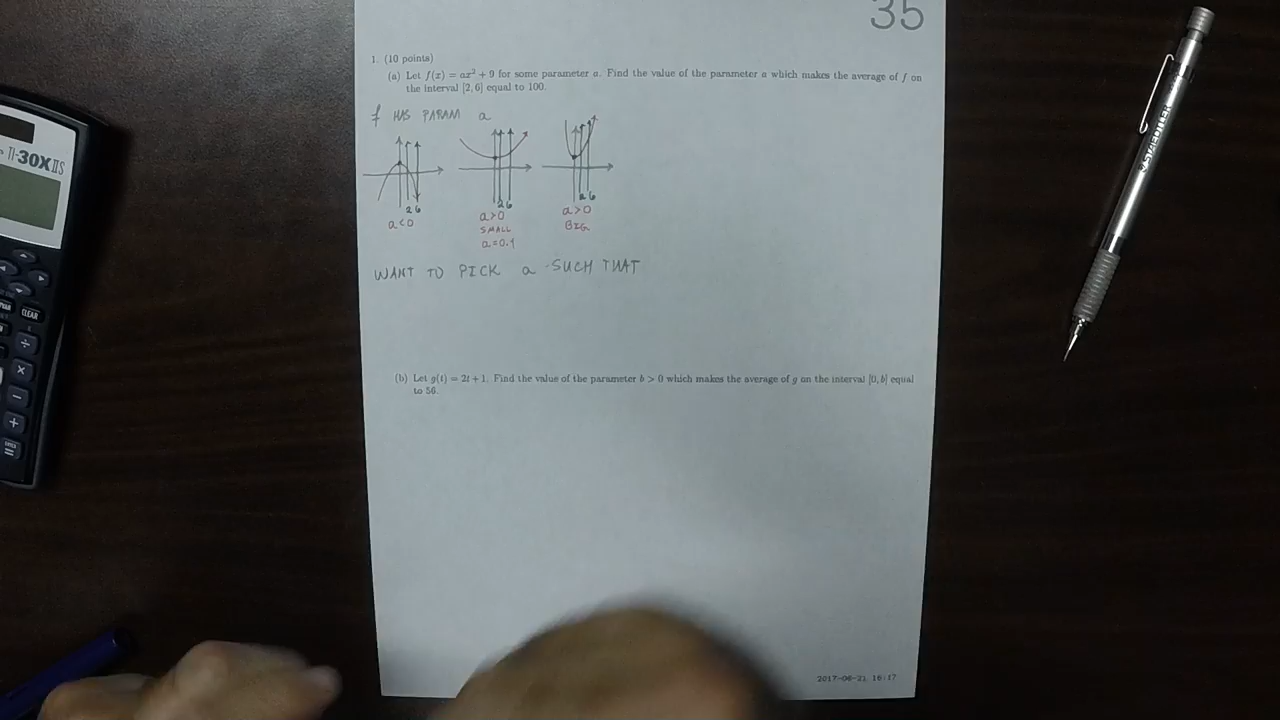 35
1. (10 points)
(a) Let f(x) = ax² + 9 for some parameter a. Find the value of the parameter a which makes the average of f on
the interval [2, 6] equal to 100.
f HAS PARAM a
2 6
2 6
2 6
a<0
a>0
SMALL
a=0.1
a>0
BIG
WANT TO PICK a SUCH THAT
(b) Let g(t) = 2t + 1. Find the value of the parameter b > 0 which makes the average of g on the interval [0, b] equal
to 56.
2017-06-21, 16:17
TI-30X IIS
CLEAR
÷
×
−
+
STAEDTLER